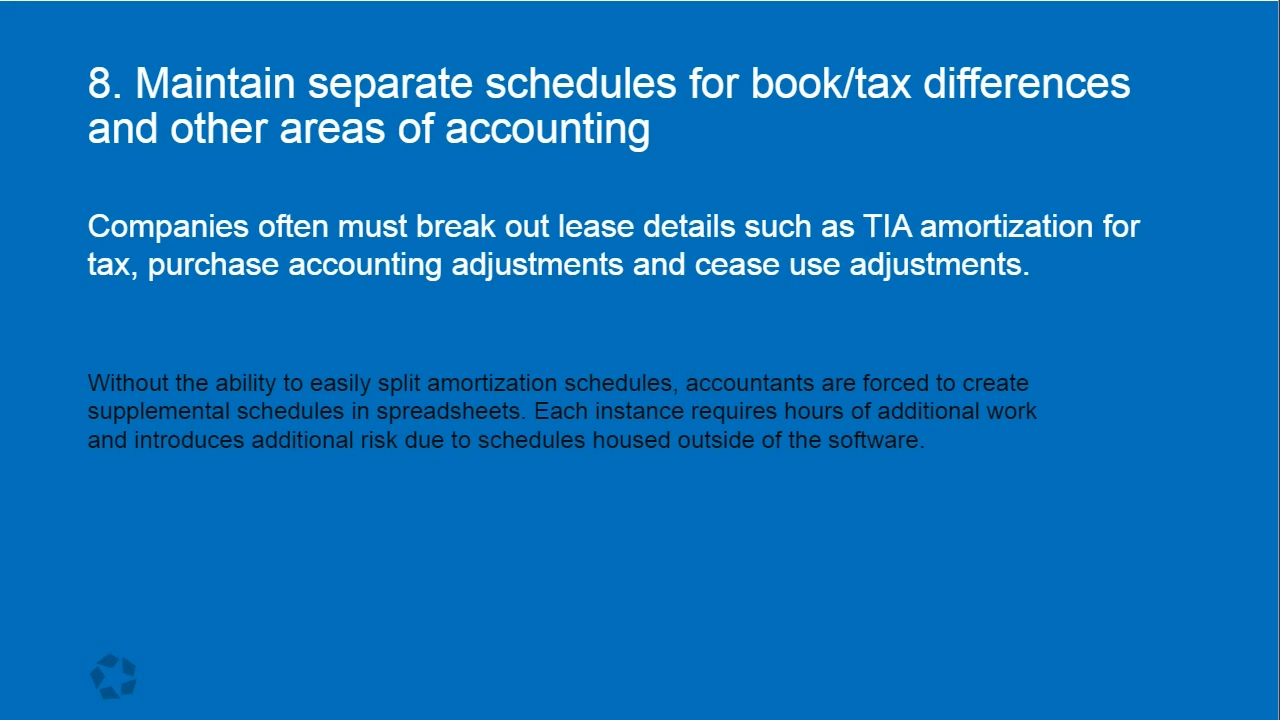 8. Maintain separate schedules for book/tax differences
and other areas of accounting
Companies often must break out lease details such as TIA amortization for
tax, purchase accounting adjustments and cease use adjustments.
Without the ability to easily split amortization schedules, accountants are forced to create
supplemental schedules in spreadsheets. Each instance requires hours of additional work
and introduces additional risk due to schedules housed outside of the software.